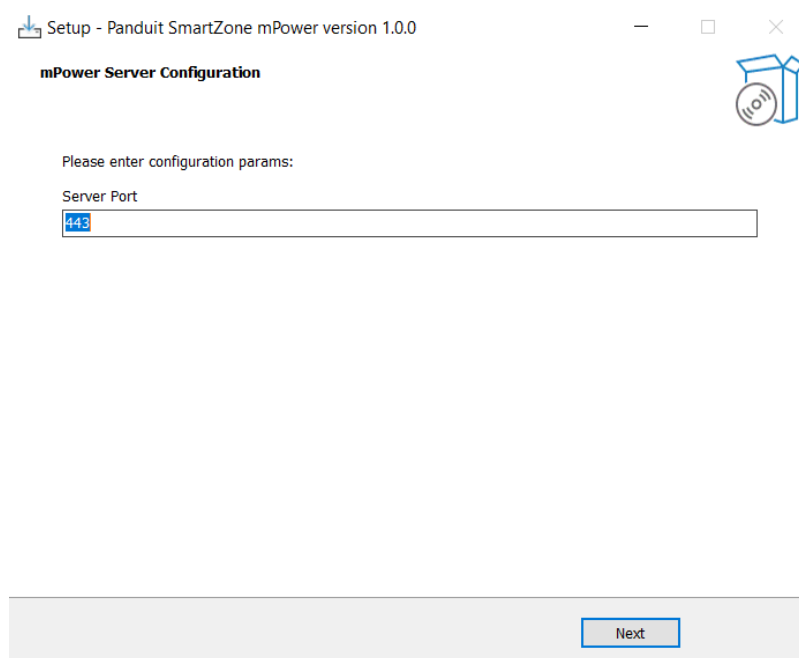 Setup - Panduit SmartZone mPower version 1.0.0
mPower Server Configuration
Please enter configuration params:
Server Port
443
Next